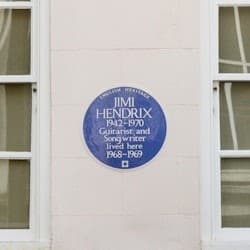 ENGLISH HERITAGE
JIMI
HENDRIX
1942-1970
Guitarist and
Songwriter
lived here
1968-1969